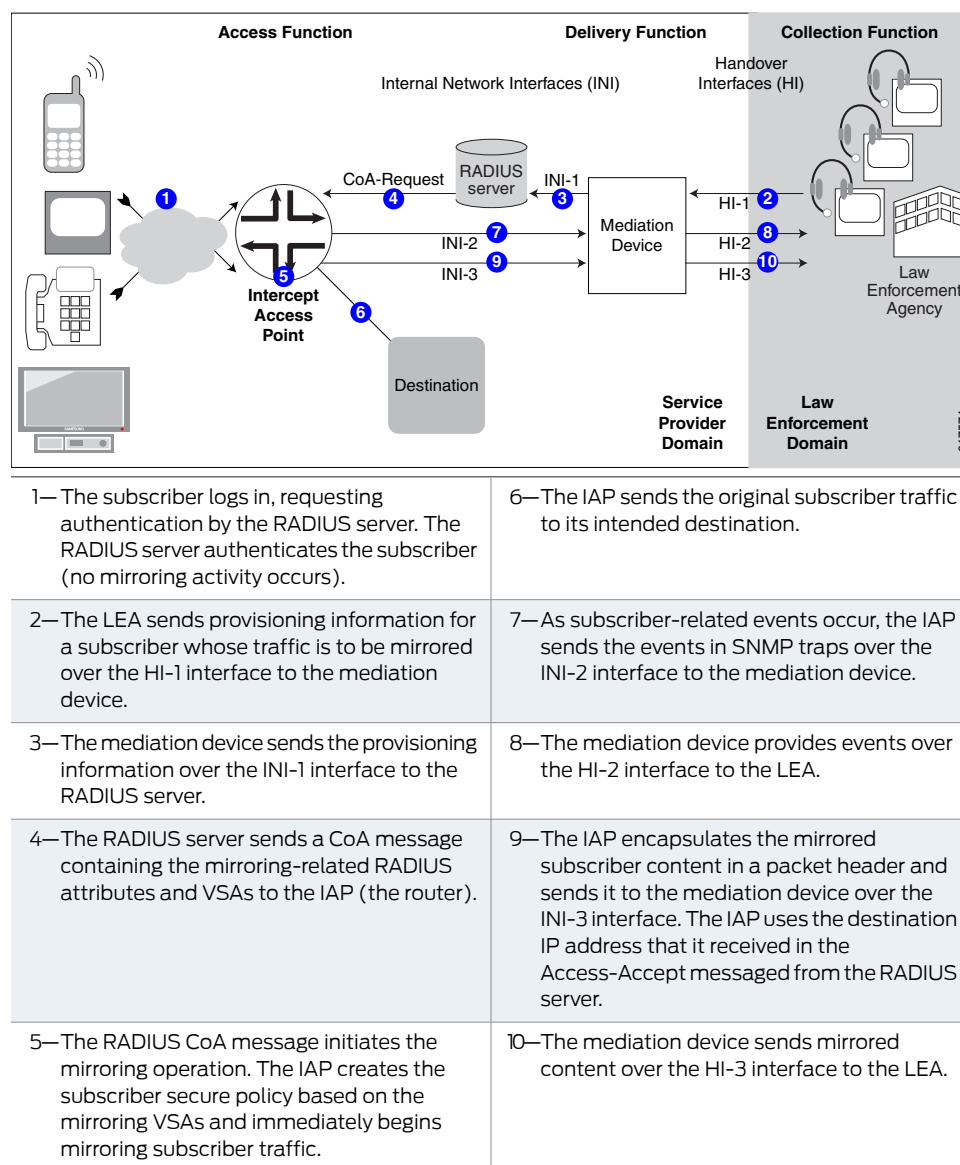 Access Function
Delivery Function
Collection Function
Internal Network Interfaces (INI)
Handover
Interfaces (HI)
CoA-Request
RADIUS
server
INI-1
HI-1
1
4
3
2
7
8
INI-2
HI-2
9
10
INI-3
HI-3
Mediation
Device
5
Intercept
Access
Point
6
Destination
Law
Enforcement
Agency
SAMSUNG
Service
Provider
Domain
Law
Enforcement
Domain
1—The subscriber logs in, requesting
authentication by the RADIUS server. The
RADIUS server authenticates the subscriber
(no mirroring activity occurs).
6—The IAP sends the original subscriber traffic
to its intended destination.
2—The LEA sends provisioning information for
a subscriber whose traffic is to be mirrored
over the HI-1 interface to the mediation
device.
7—As subscriber-related events occur, the IAP
sends the events in SNMP traps over the
INI-2 interface to the mediation device.
3—The mediation device sends the provisioning
information over the INI-1 interface to the
RADIUS server.
8—The mediation device provides events over
the HI-2 interface to the LEA.
4—The RADIUS server sends a CoA message
containing the mirroring-related RADIUS
attributes and VSAs to the IAP (the router).
9—The IAP encapsulates the mirrored
subscriber content in a packet header and
sends it to the mediation device over the
INI-3 interface. The IAP uses the destination
IP address that it received in the
Access-Accept messaged from the RADIUS
server.
5—The RADIUS CoA message initiates the
mirroring operation. The IAP creates the
subscriber secure policy based on the
mirroring VSAs and immediately begins
mirroring subscriber traffic.
10—The mediation device sends mirrored
content over the HI-3 interface to the LEA.